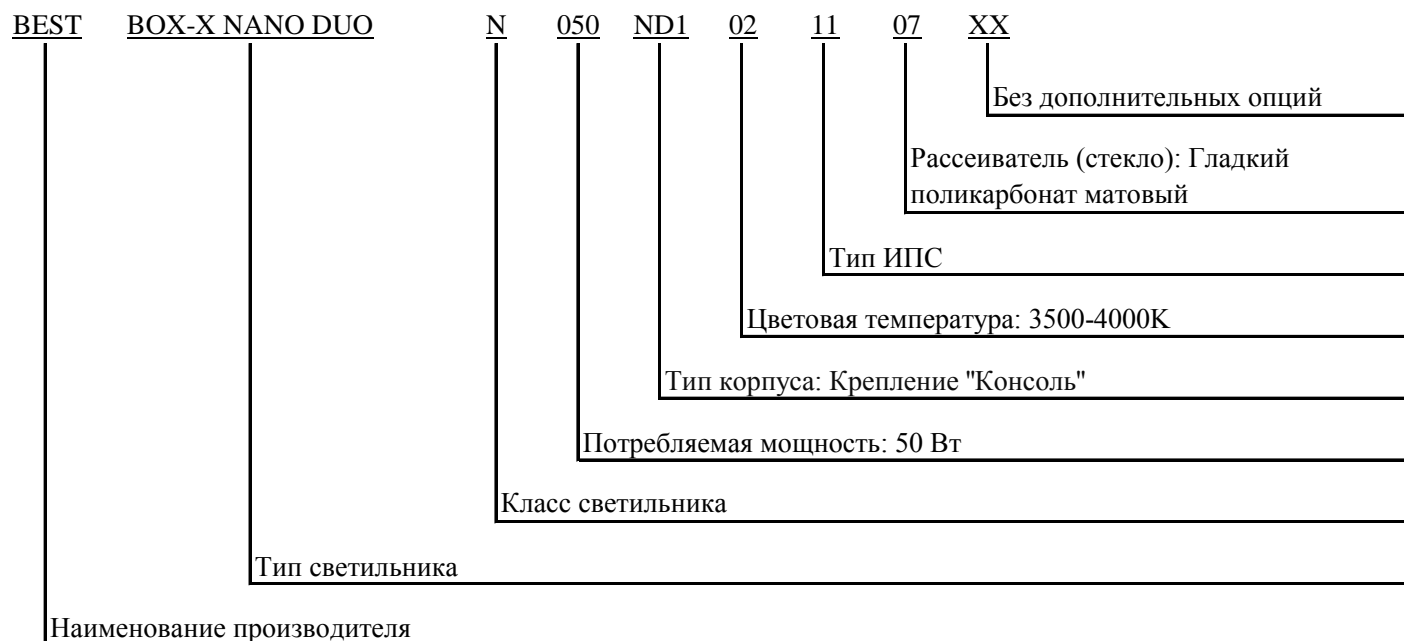 BEST BOX-X NANO DUO N 050 ND1 02 11 07 XX
Без дополнительных опций
Рассеиватель (стекло): Гладкий
поликарбонат матовый
Тип ИПС
Цветовая температура: 3500-4000К
Тип корпуса: Крепление "Консоль"
Потребляемая мощность: 50 Вт
Класс светильника
Тип светильника
Наименование производителя